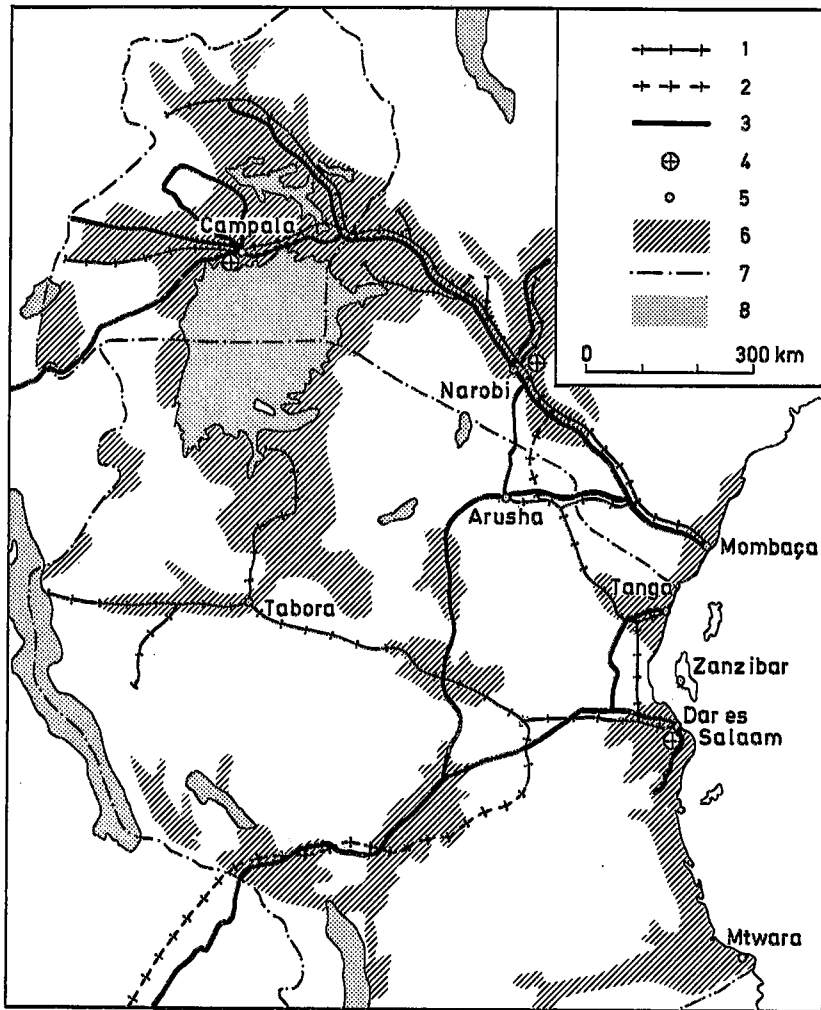 1
2
3
4
5
6
7
8
0 300 km
Campala
Narobi
Arusha
Mombaça
Tanga
Tabora
Zanzibar
Dar es
Salaam
Mtwara